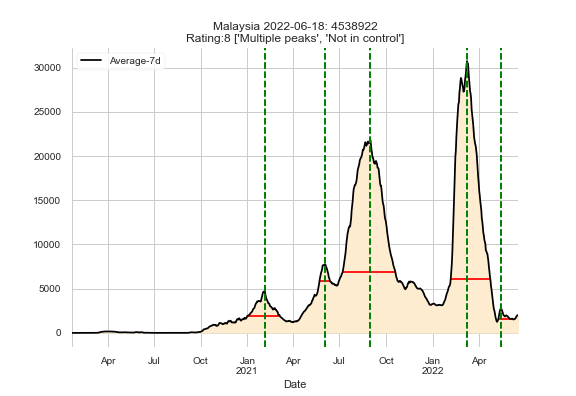 Malaysia 2022-06-18: 4538922
Rating:8 ['Multiple peaks', 'Not in control']
Average-7d
30000
25000
20000
15000
10000
5000
0
Apr Jul Oct Jan Apr Jul Oct Jan Apr
2021 2022
Date